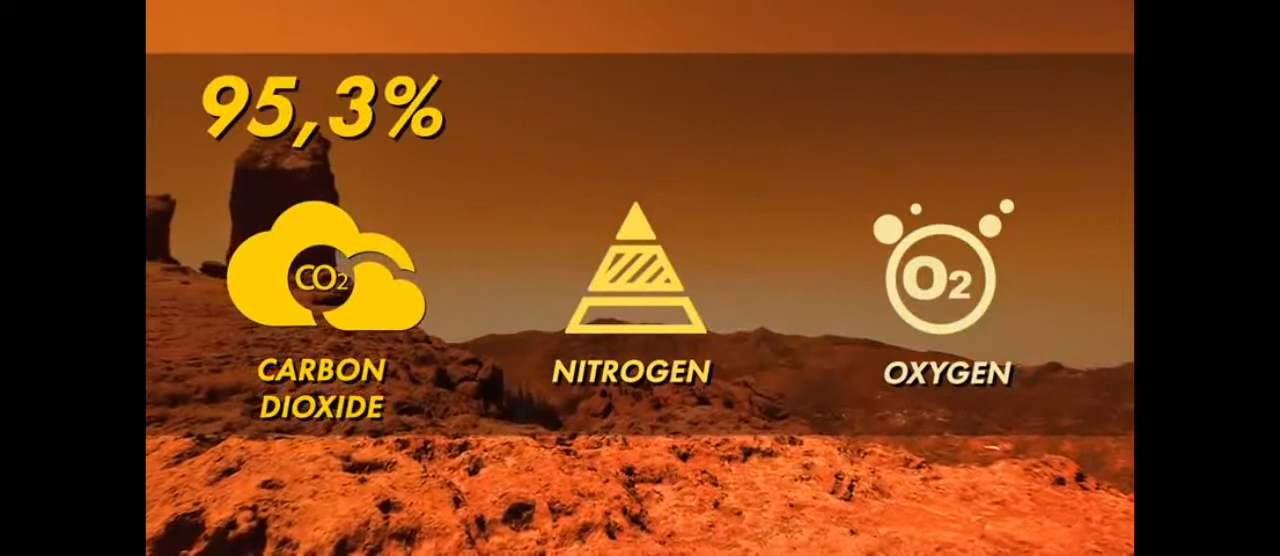 95,3%
CO2
O2
CARBON
DIOXIDE
NITROGEN
OXYGEN